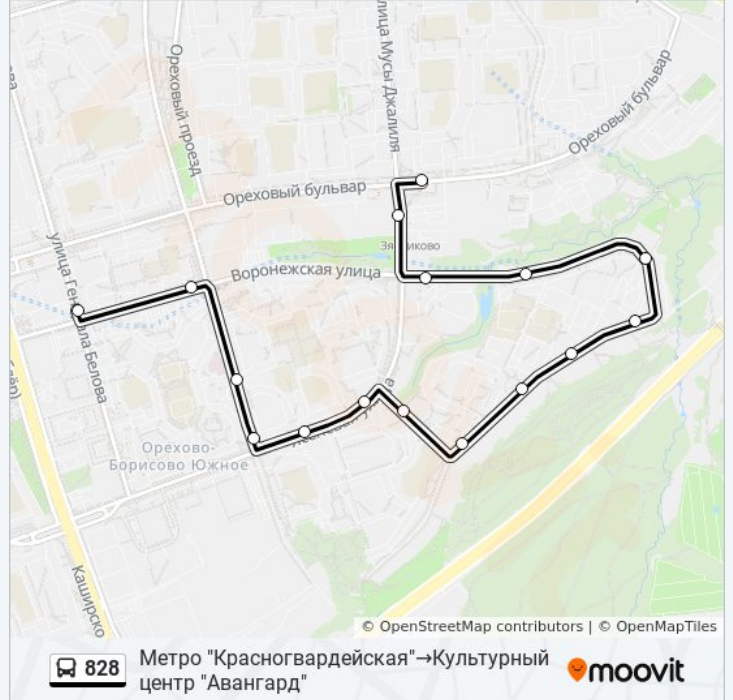 ова
Ореховый проезд
улица Мусы Джалиля
Ореховый бульвар
Ореховый бульвар
Зябликово
Воронежская улица
улица Генерала Белова
Орехово-
Борисово Южное
Каширско
© OpenStreetMap contributors | © OpenMapTiles
828
Метро "Красногвардейская"→Культурный
центр "Авангард"
moovit